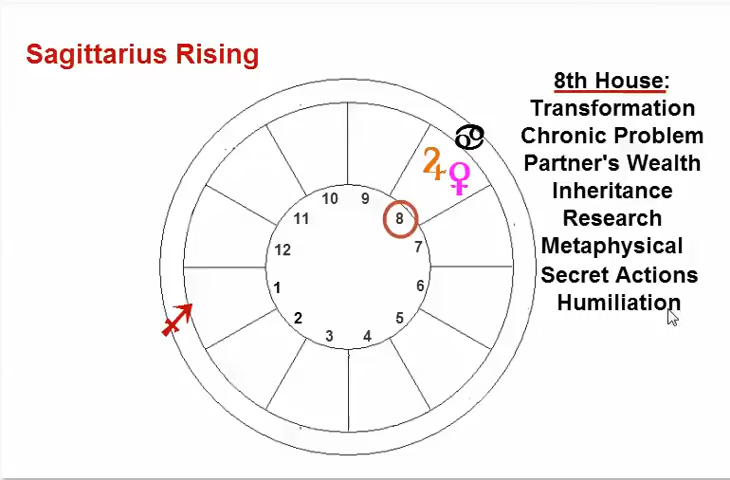 Sagittarius Rising
8th House:
Transformation
Chronic Problem
Partner's Wealth
Inheritance
Research
Metaphysical
Secret Actions
Humiliation
10 9
11 8
12 7
1 6
2 5
3 4